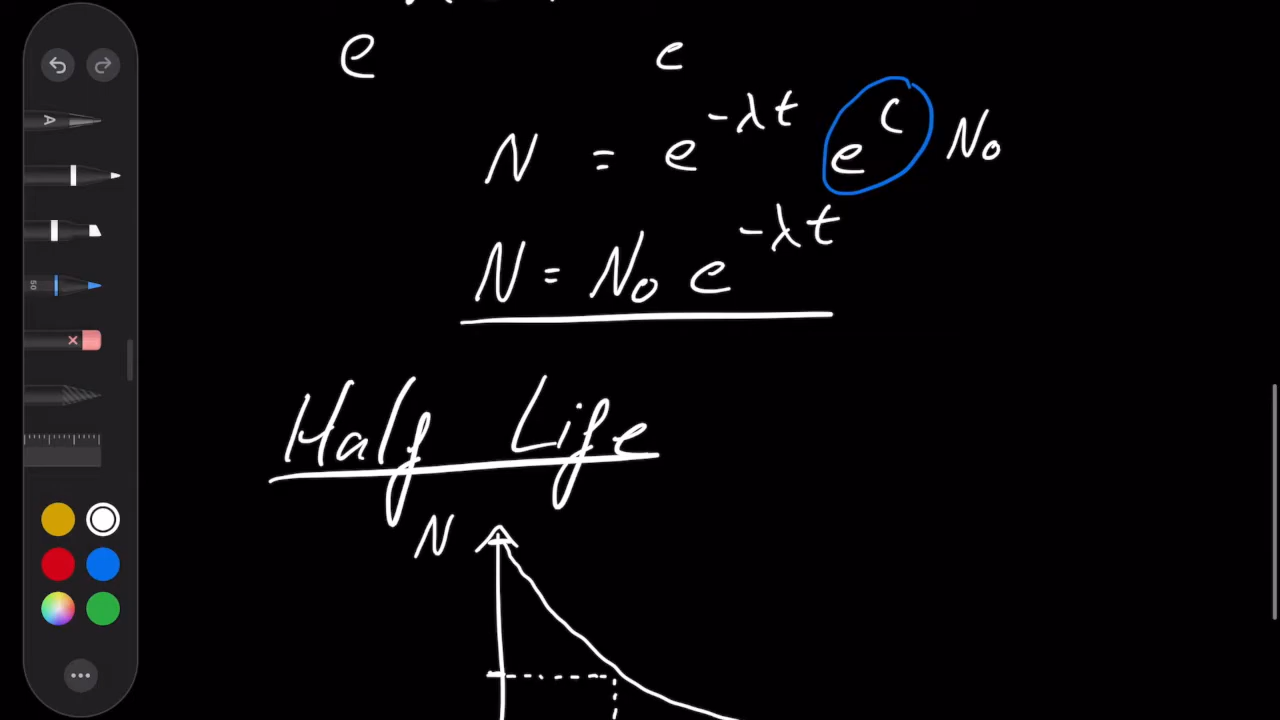 e e
N = e^{-λt} e^{c} N₀
N = N₀ e^{-λt}
Half Life
N